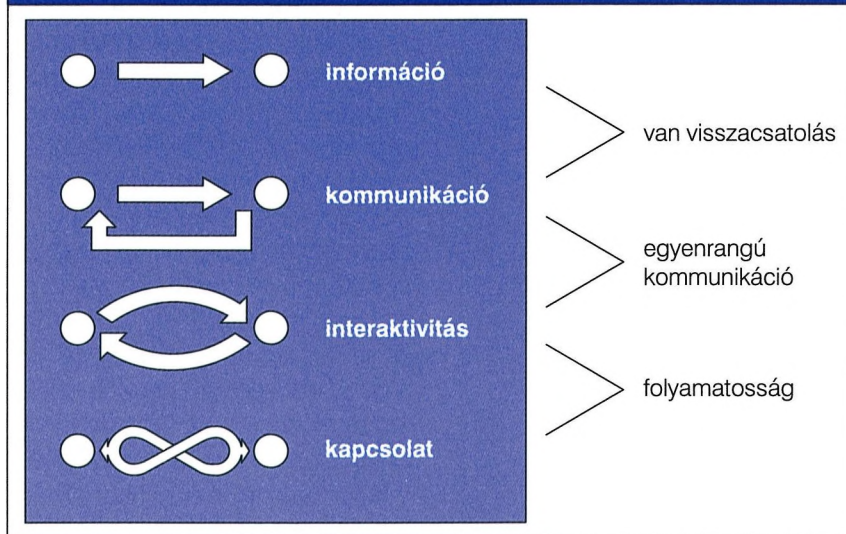 információ
van visszacsatolás
kommunikáció
egyenrangú
kommunikáció
interaktivitás
folyamatosság
kapcsolat